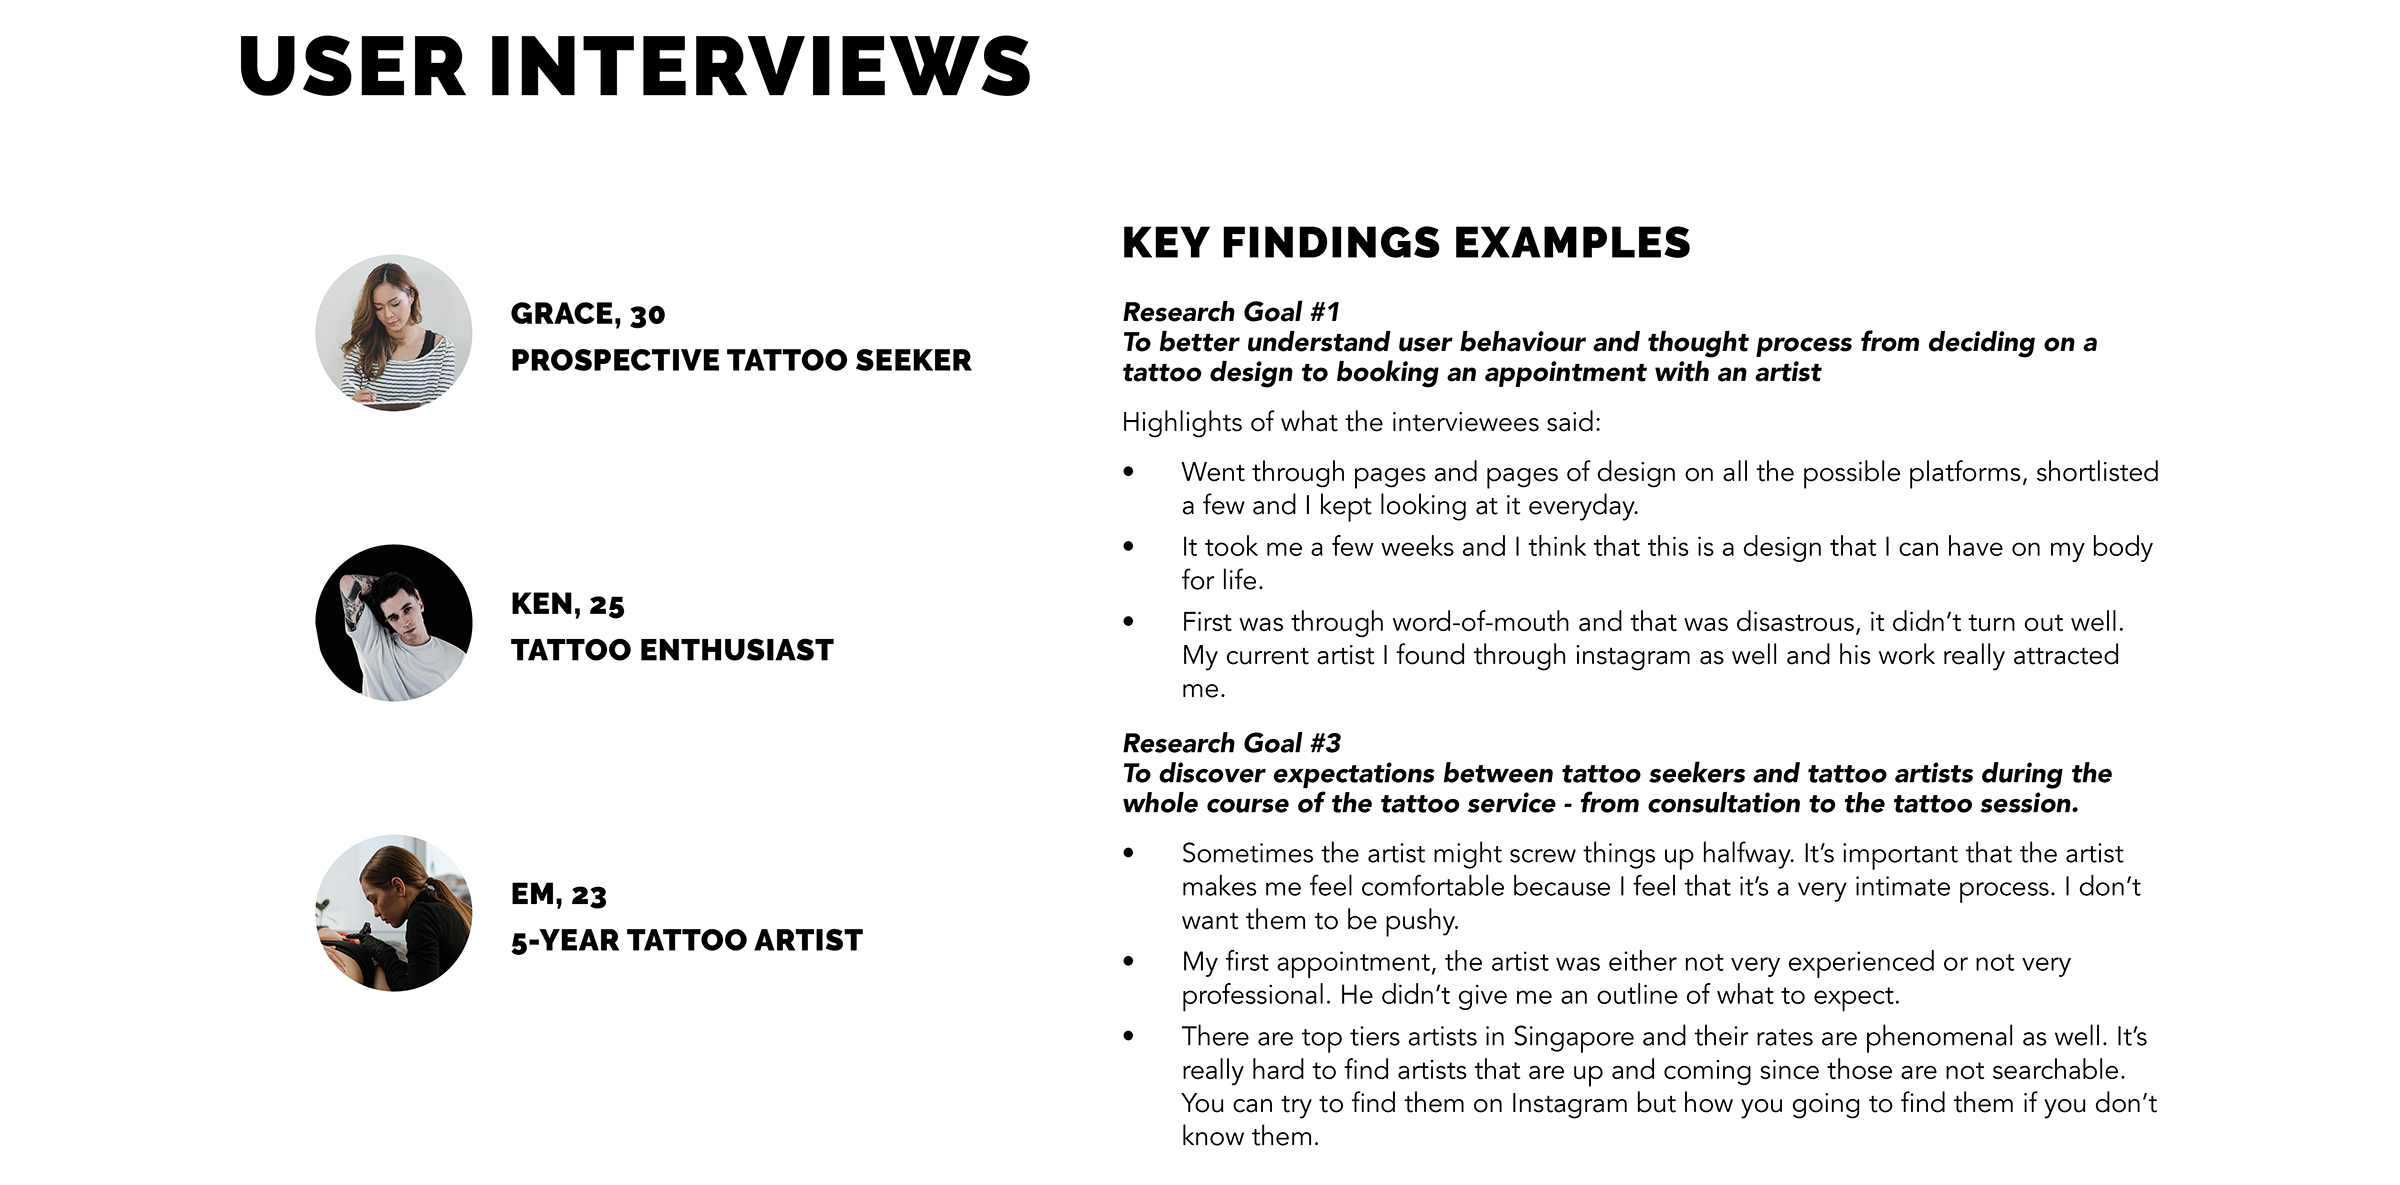 USER INTERVIEWS
GRACE, 30
PROSPECTIVE TATTOO SEEKER
KEN, 25
TATTOO ENTHUSIAST
EM, 23
5-YEAR TATTOO ARTIST
KEY FINDINGS EXAMPLES
Research Goal #1
To better understand user behaviour and thought process from deciding on a
tattoo design to booking an appointment with an artist
Highlights of what the interviewees said:
• Went through pages and pages of design on all the possible platforms, shortlisted
a few and I kept looking at it everyday.
• It took me a few weeks and I think that this is a design that I can have on my body
for life.
• First was through word-of-mouth and that was disastrous, it didn’t turn out well.
My current artist I found through instagram as well and his work really attracted
me.
Research Goal #3
To discover expectations between tattoo seekers and tattoo artists during the
whole course of the tattoo service - from consultation to the tattoo session.
• Sometimes the artist might screw things up halfway. It’s important that the artist
makes me feel comfortable because I feel that it’s a very intimate process. I don’t
want them to be pushy.
• My first appointment, the artist was either not very experienced or not very
professional. He didn’t give me an outline of what to expect.
• There are top tiers artists in Singapore and their rates are phenomenal as well. It’s
really hard to find artists that are up and coming since those are not searchable.
You can try to find them on Instagram but how you going to find them if you don’t
know them.